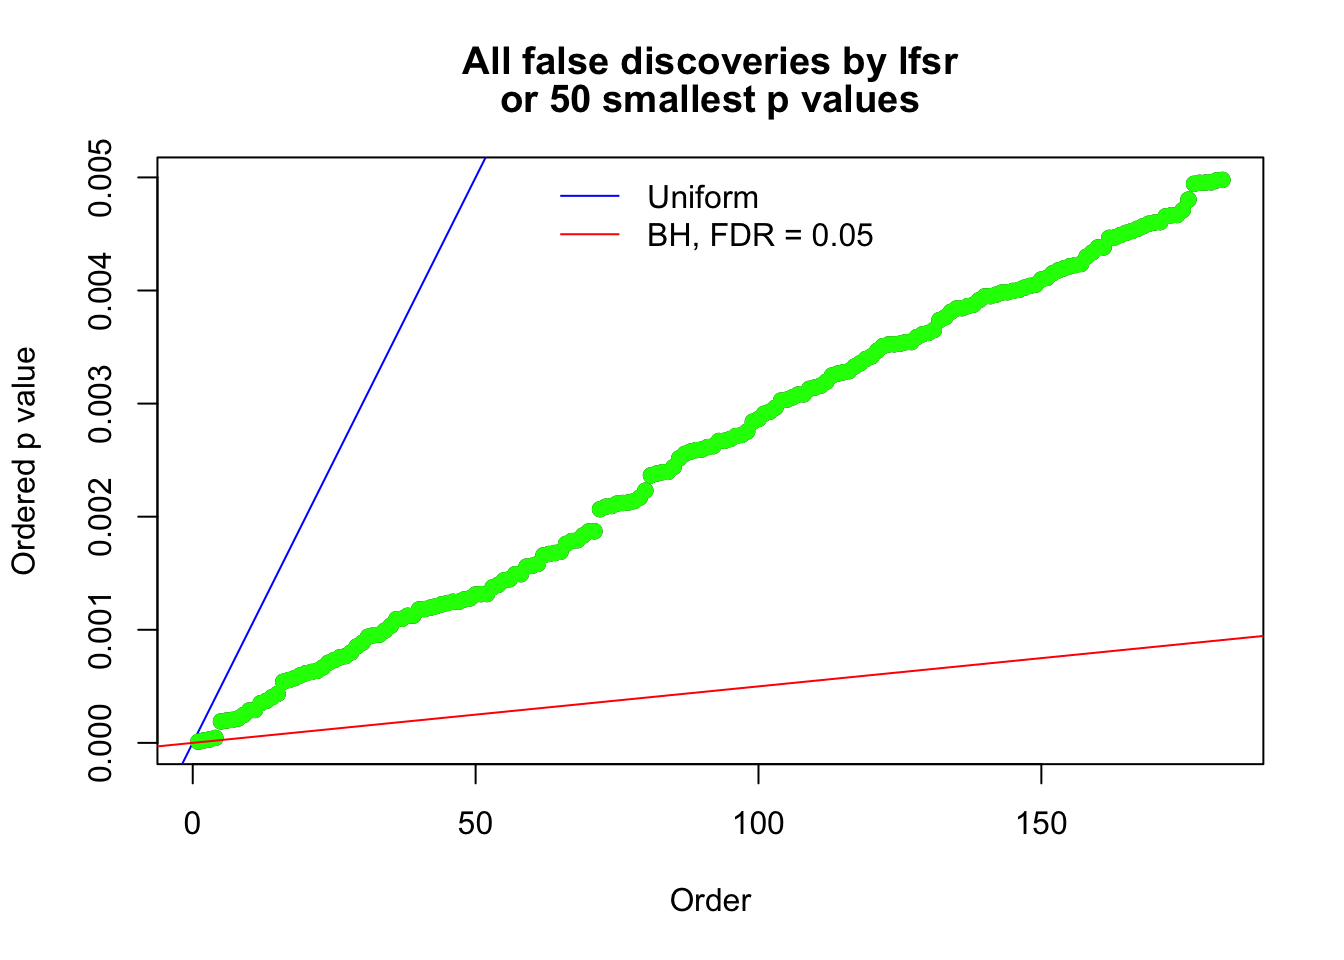 All false discoveries by lfsr
or 50 smallest p values
Uniform
BH, FDR = 0.05
Ordered p value
0.005
0.004
0.003
0.002
0.001
0.000
0
50
100
150
Order